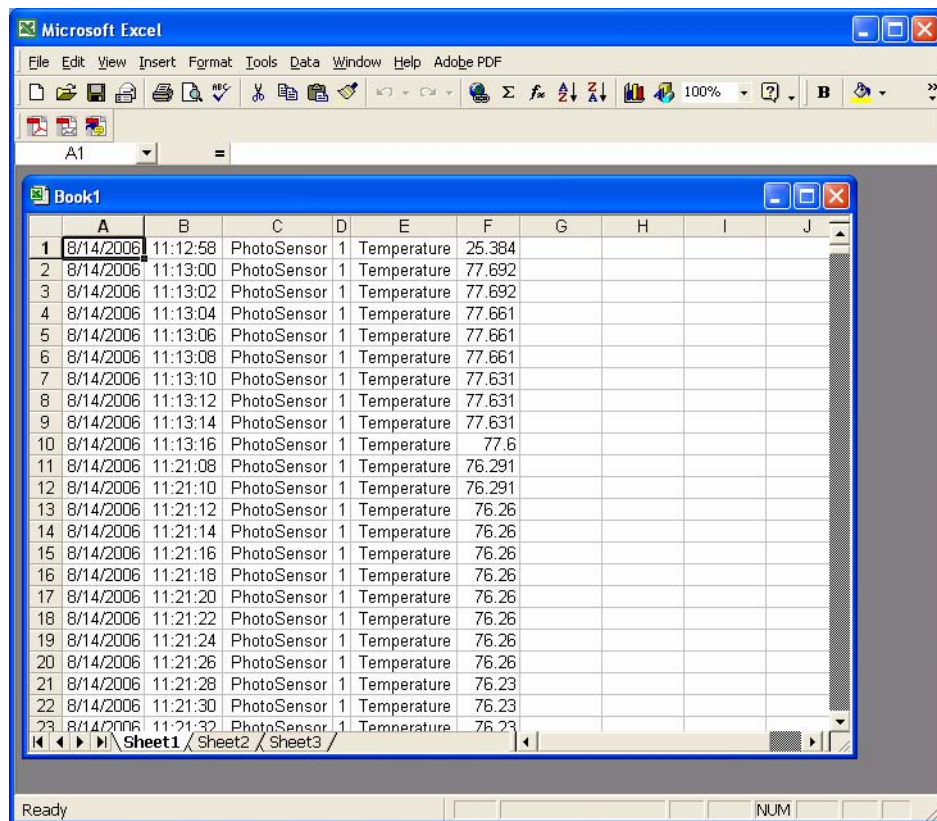 Microsoft Excel
File Edit View Insert Format Tools Data Window Help Adobe PDF
ABC Σ fx A Z Z A 100% ? B »
A1 =
Book1
A B C D E F G H I J
1 8/14/2006 11:12:58 PhotoSensor 1 Temperature 25.384
2 8/14/2006 11:13:00 PhotoSensor 1 Temperature 77.692
3 8/14/2006 11:13:02 PhotoSensor 1 Temperature 77.692
4 8/14/2006 11:13:04 PhotoSensor 1 Temperature 77.661
5 8/14/2006 11:13:06 PhotoSensor 1 Temperature 77.661
6 8/14/2006 11:13:08 PhotoSensor 1 Temperature 77.661
7 8/14/2006 11:13:10 PhotoSensor 1 Temperature 77.631
8 8/14/2006 11:13:12 PhotoSensor 1 Temperature 77.631
9 8/14/2006 11:13:14 PhotoSensor 1 Temperature 77.631
10 8/14/2006 11:13:16 PhotoSensor 1 Temperature 77.6
11 8/14/2006 11:21:08 PhotoSensor 1 Temperature 76.291
12 8/14/2006 11:21:10 PhotoSensor 1 Temperature 76.291
13 8/14/2006 11:21:12 PhotoSensor 1 Temperature 76.26
14 8/14/2006 11:21:14 PhotoSensor 1 Temperature 76.26
15 8/14/2006 11:21:16 PhotoSensor 1 Temperature 76.26
16 8/14/2006 11:21:18 PhotoSensor 1 Temperature 76.26
17 8/14/2006 11:21:20 PhotoSensor 1 Temperature 76.26
18 8/14/2006 11:21:22 PhotoSensor 1 Temperature 76.26
19 8/14/2006 11:21:24 PhotoSensor 1 Temperature 76.26
20 8/14/2006 11:21:26 PhotoSensor 1 Temperature 76.26
21 8/14/2006 11:21:28 PhotoSensor 1 Temperature 76.23
22 8/14/2006 11:21:30 PhotoSensor 1 Temperature 76.23
23 8/14/2006 11:21:32 PhotoSensor 1 Temperature 76.23
Sheet1 Sheet2 Sheet3
Ready NUM